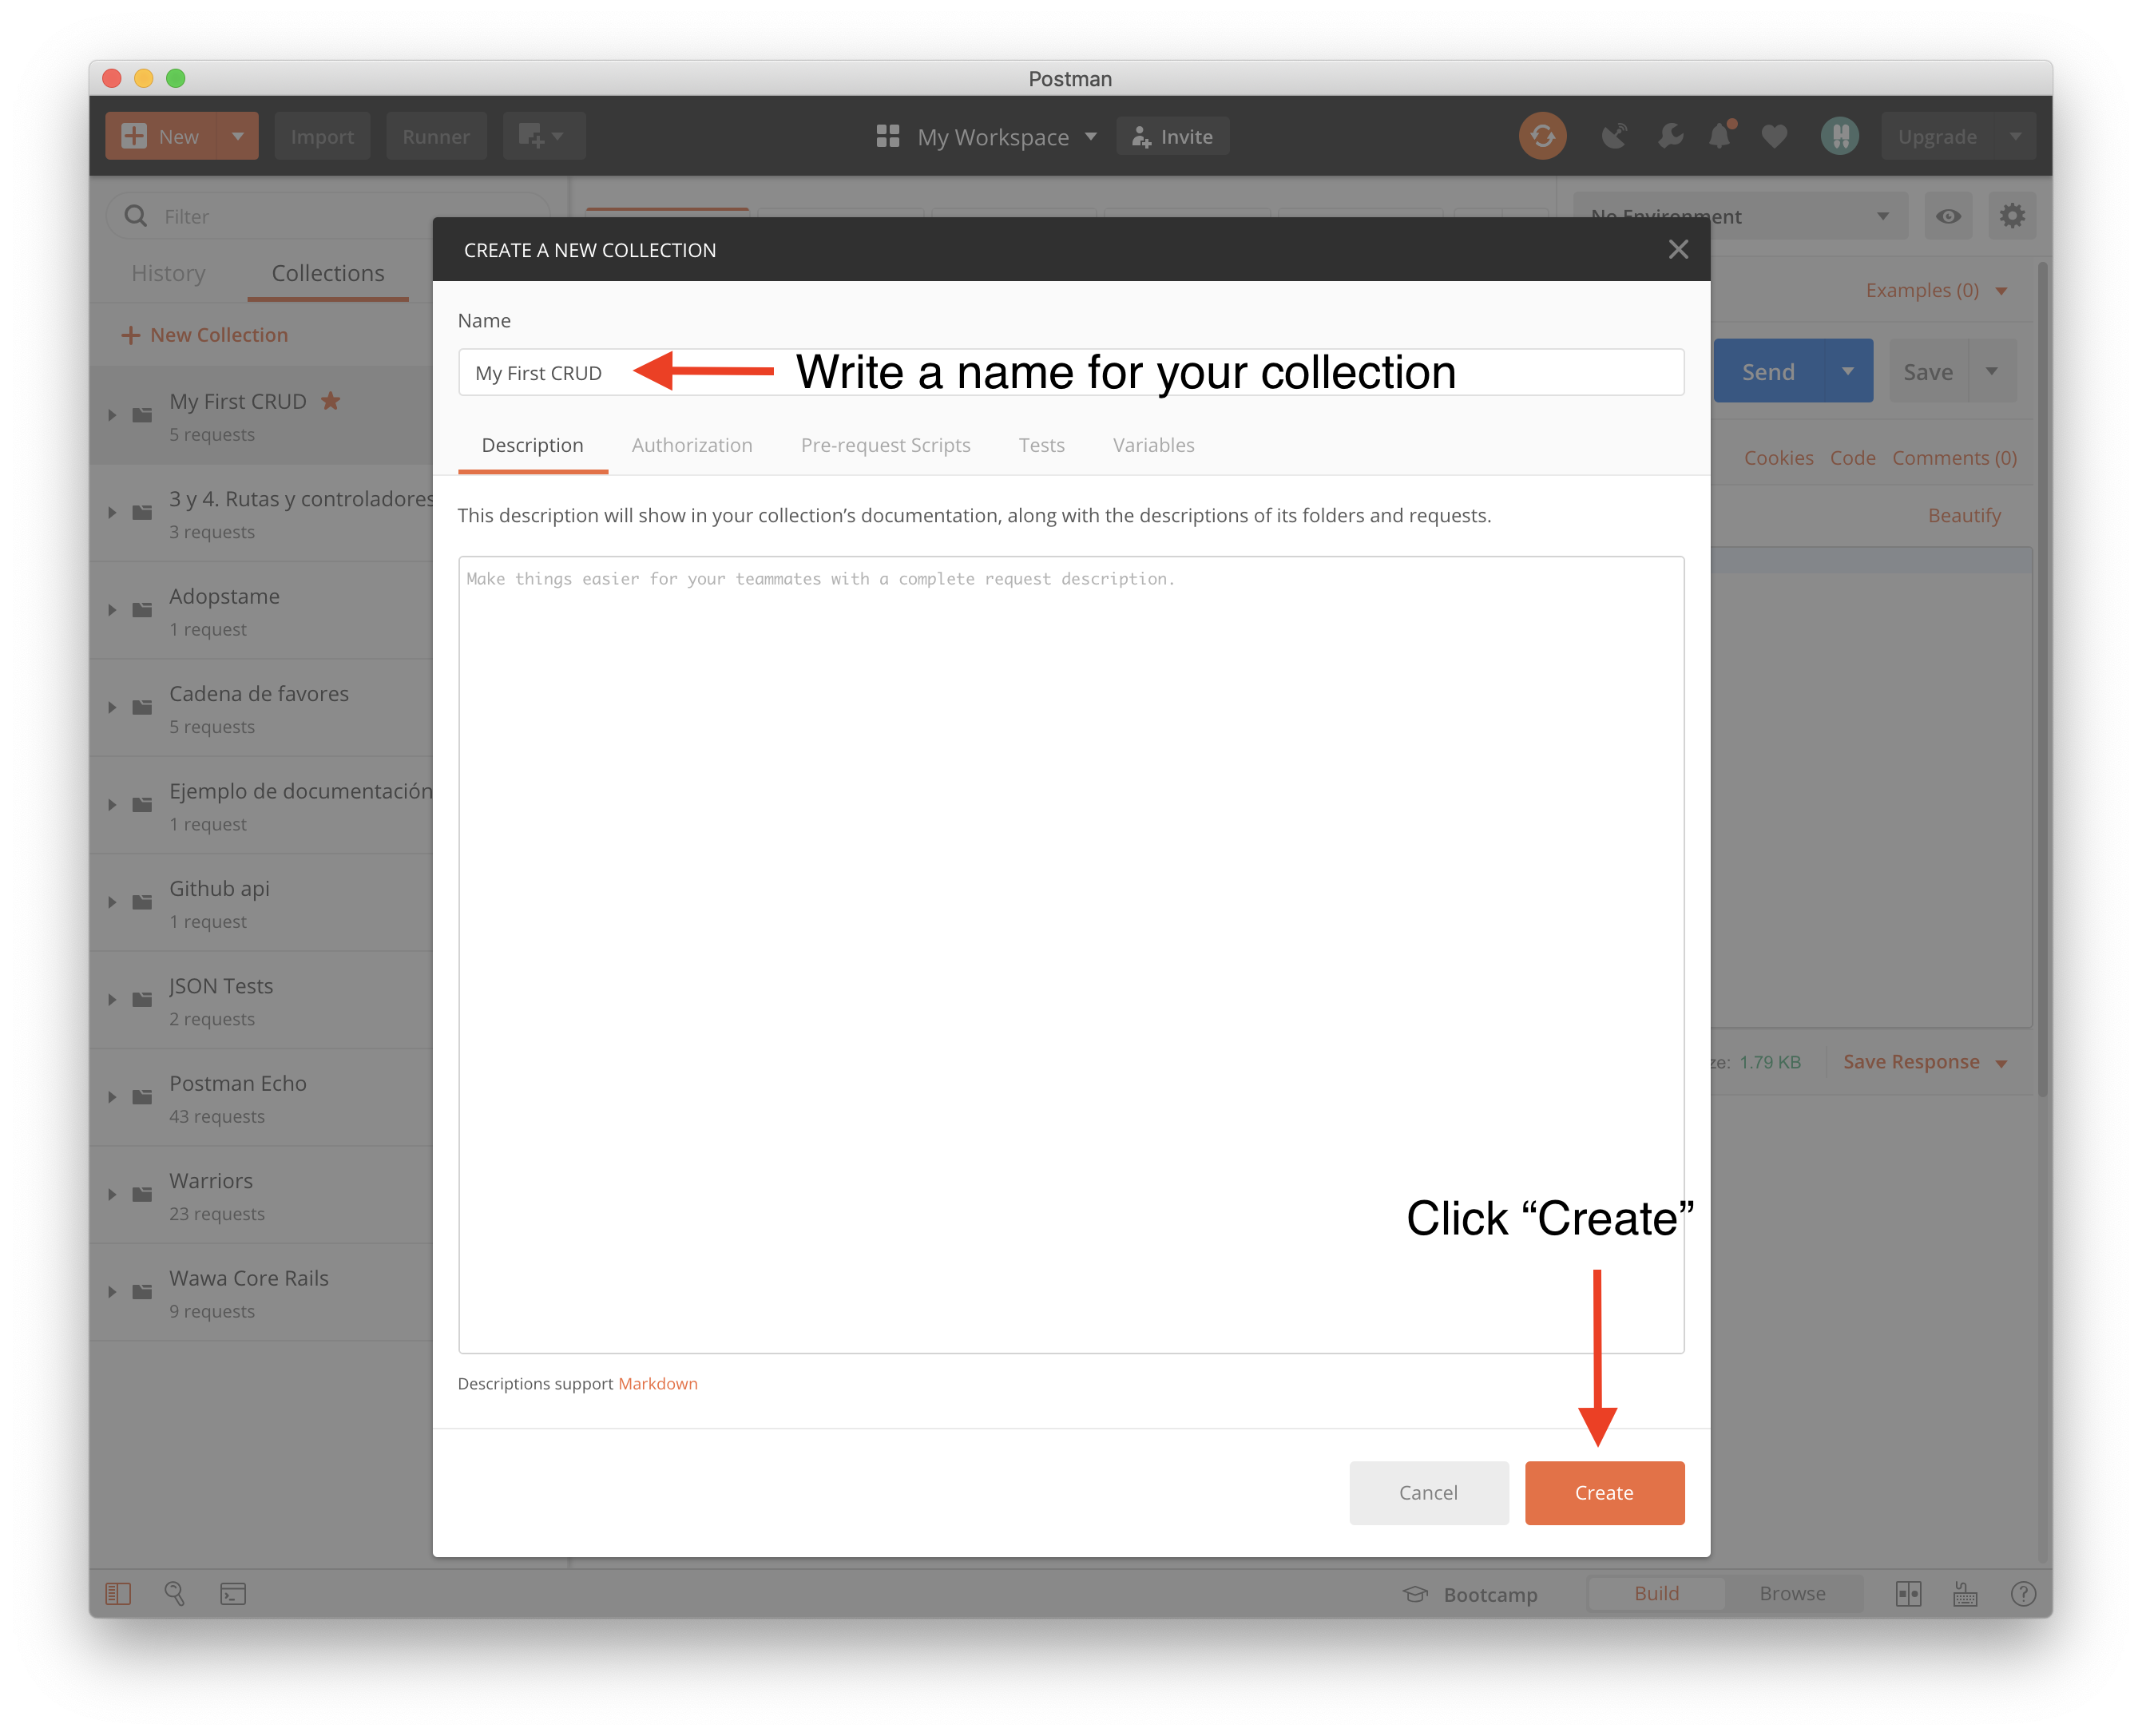 Postman
New
Import
Runner
My Workspace
Invite
Upgrade
Filter
No Environment
History
Collections
Examples (0)
New Collection
Send
Save
My First CRUD
5 requests
Cookies
Code
Comments (0)
3 y 4. Rutas y controladores
3 requests
Beautify
Adopstame
1 request
Cadena de favores
5 requests
Ejemplo de documentación
1 request
Github api
1 request
JSON Tests
2 requests
1.79 KB
Save Response
Postman Echo
43 requests
Warriors
23 requests
Wawa Core Rails
9 requests
CREATE A NEW COLLECTION
Name
My First CRUD
Write a name for your collection
Description
Authorization
Pre-request Scripts
Tests
Variables
This description will show in your collection’s documentation, along with the descriptions of its folders and requests.
Make things easier for your teammates with a complete request description.
Click “Create”
Descriptions support Markdown
Cancel
Create
Bootcamp
Build
Browse